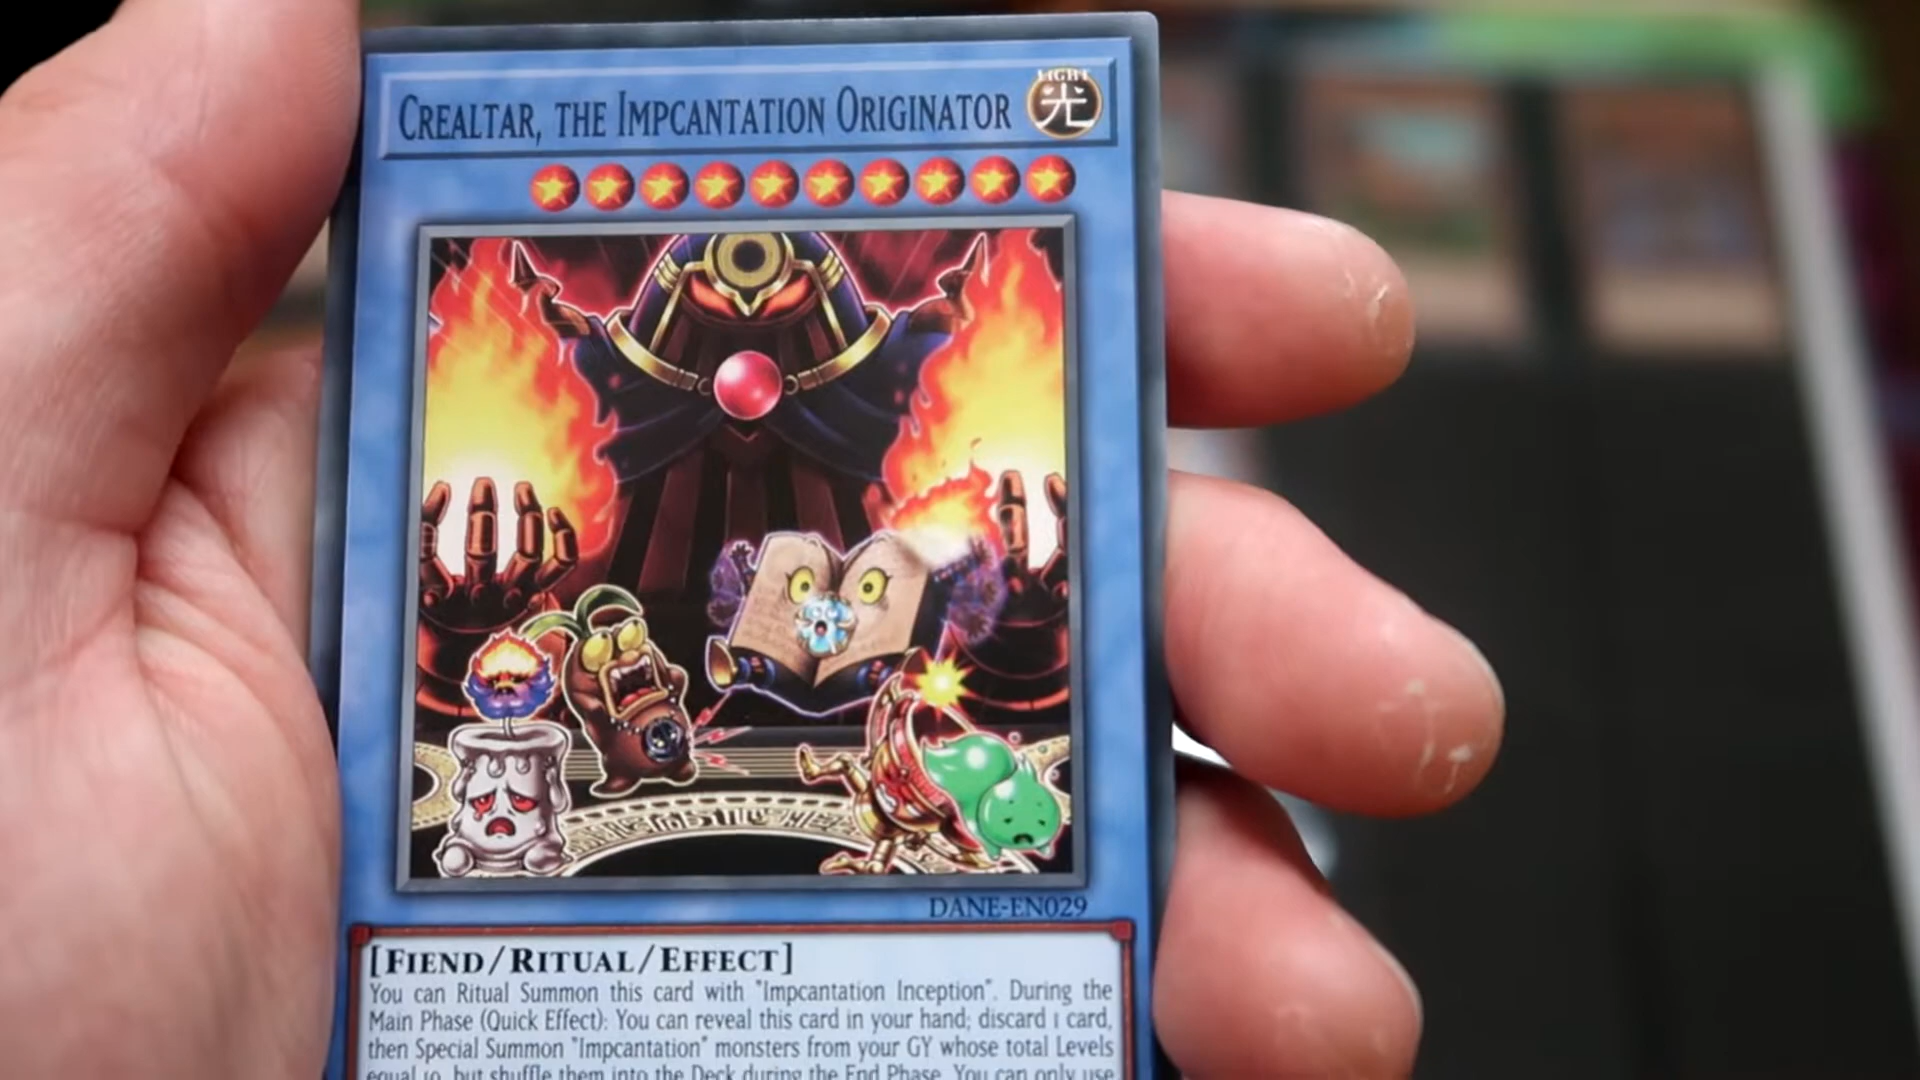 CREALTAR, THE IMPCANTATION ORIGINATOR
LIGHT
光
DANE-EN029
[FIEND/RITUAL/EFFECT]
You can Ritual Summon this card with "Impcantation Inception". During the
Main Phase (Quick Effect): You can reveal this card in your hand; discard 1 card,
then Special Summon "Impcantation" monsters from your GY whose total Levels
equal 10, but shuffle them into the Deck during the End Phase. You can only use